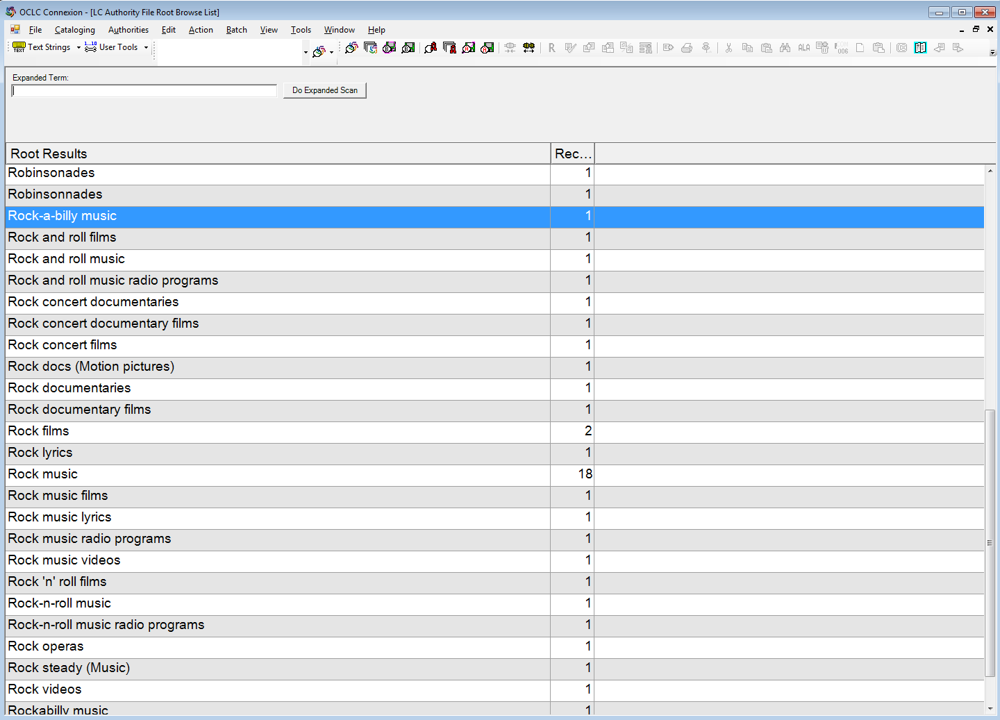 OCLC Connexion - [LC Authority File Root Browse List]
File Cataloging Authorities Edit Action Batch View Tools Window Help
Text Strings User Tools R ALA 006
Expanded Term:
Do Expanded Scan
Root Results Rec...
Robinsonades 1
Robinsonnades 1
Rock-a-billy music 1
Rock and roll films 1
Rock and roll music 1
Rock and roll music radio programs 1
Rock concert documentaries 1
Rock concert documentary films 1
Rock concert films 1
Rock docs (Motion pictures) 1
Rock documentaries 1
Rock documentary films 1
Rock films 2
Rock lyrics 1
Rock music 18
Rock music films 1
Rock music lyrics 1
Rock music radio programs 1
Rock music videos 1
Rock 'n' roll films 1
Rock-n-roll music 1
Rock-n-roll music radio programs 1
Rock operas 1
Rock steady (Music) 1
Rock videos 1
Rockabilly music 1